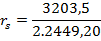 r_s = 3203,5 / 2.2449,20